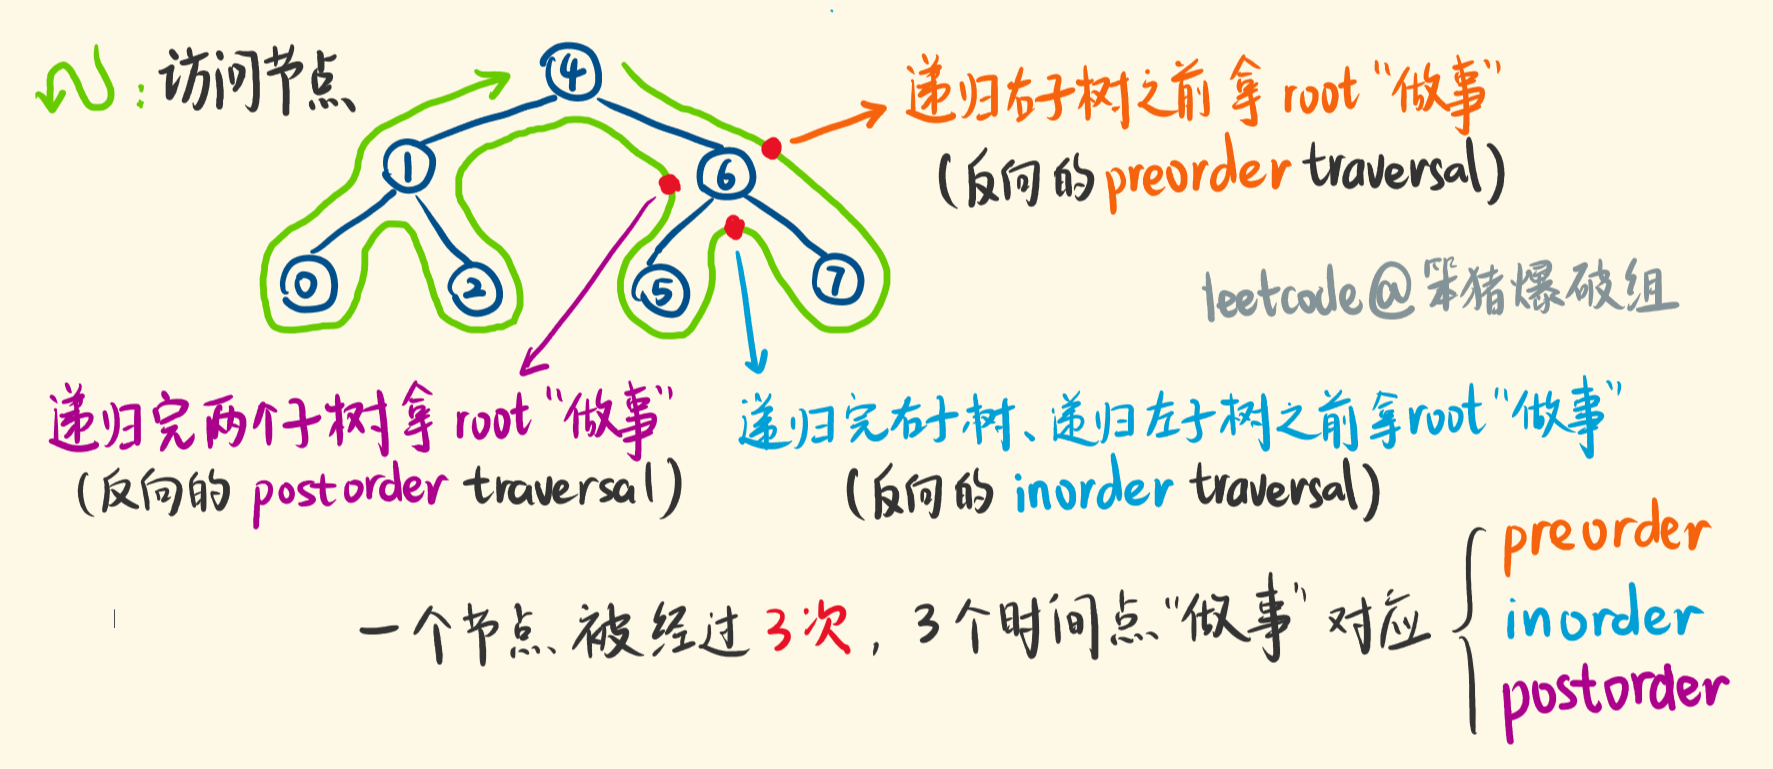 : 访问节点
4
1
6
0
2
5
7
递归右子树之前拿 root “做事”
(反向的 preorder traversal)
leetcode@笨猪爆破组
递归完两个子树拿 root “做事”
(反向的 postorder traversal)
递归完右子树、递归左子树之前拿 root “做事”
(反向的 inorder traversal)
一个节点被经过3次, 3个时间点“做事”对应
preorder
inorder
postorder